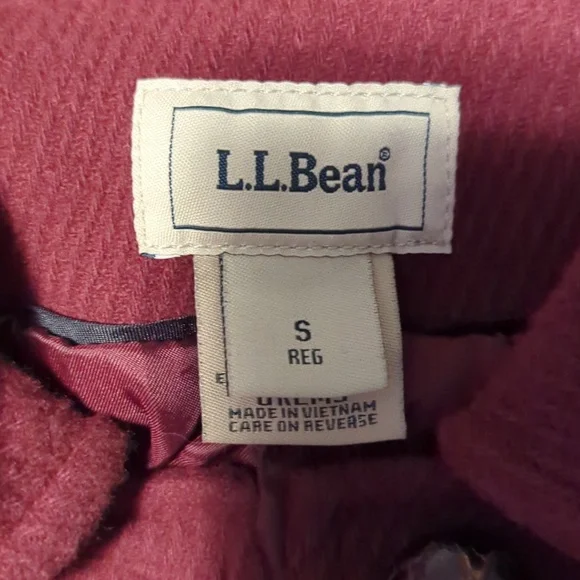 L.L.Bean®
S
REG
MADE IN VIETNAM
CARE ON REVERSE